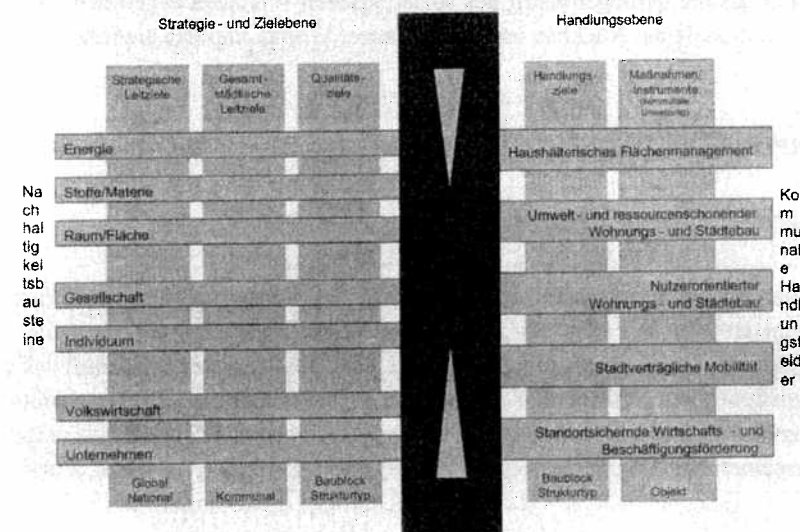 Strategie - und Zielebene
Handlungsebene
Strategische
Leitziele
Gesamt-
städtische
Leitziele
Qualitäts-
ziele
Handlungs-
ziele
Maßnahmen/
Instrumente
(kommunale
Umsetzung)
Energie
Stoffe/Materie
Raum/Fläche
Gesellschaft
Individuum
Volkswirtschaft
Unternehmen
Na
ch
hal
tig
kei
tsb
au
ste
ine
Haushälterisches Flächenmanagement
Umwelt - und ressourcenschonender
Wohnungs - und Städtebau
Nutzerorientierter
Wohnungs - und Städtebau
Stadtverträgliche Mobilität
Standortsichernde Wirtschafts - und
Beschäftigungsförderung
Ko
m
mu
nal
e
Ha
ndl
un
gsf
eld
er
Global
National
Kommunal
Baublock
Strukturtyp
Baublock
Strukturtyp
Objekt